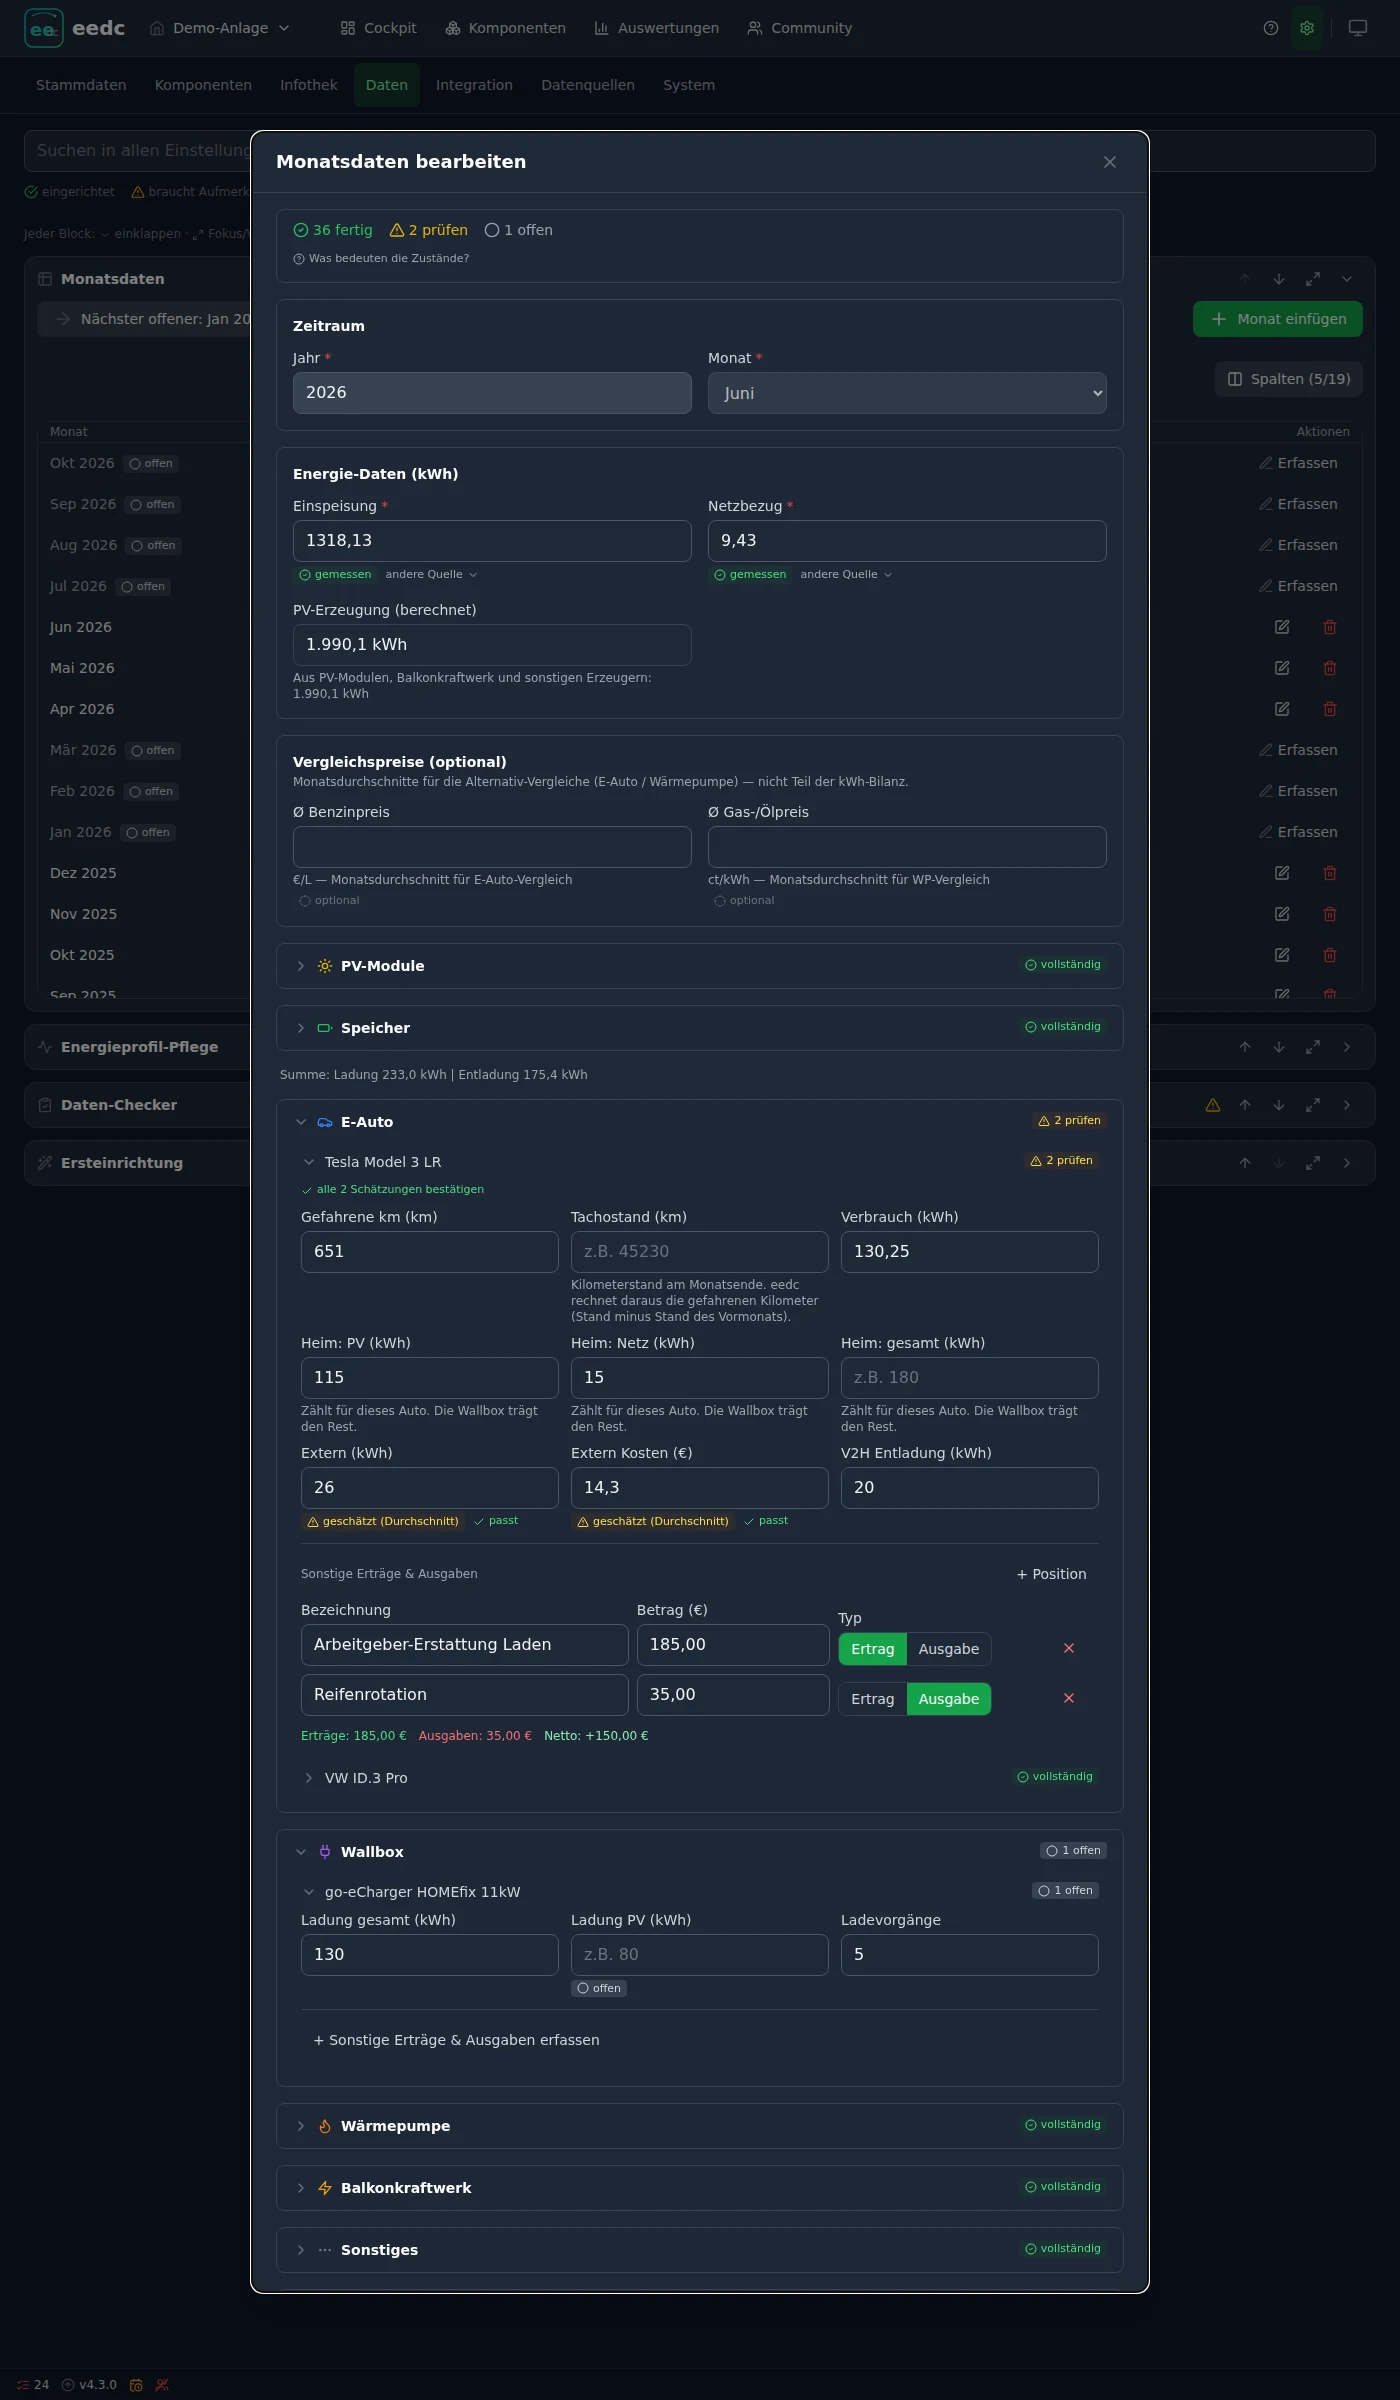 eedc
Demo-Anlage
Cockpit
Komponenten
Auswertungen
Community
Stammdaten
Komponenten
Infothek
Daten
Integration
Datenquellen
System
Suchen in allen Einstellung
eingerichtet
braucht Aufmerk
Jeder Block:
einklappen ·
Fokus/
Monatsdaten
Nächster offener: Jan 20
Monat einfügen
Spalten (5/19)
Monat
Aktionen
Okt 2026 offen Erfassen
Sep 2026 offen Erfassen
Aug 2026 offen Erfassen
Jul 2026 offen Erfassen
Jun 2026
Mai 2026
Apr 2026
Mär 2026 offen Erfassen
Feb 2026 offen Erfassen
Jan 2026 offen Erfassen
Dez 2025
Nov 2025
Okt 2025
Sep 2025
Energieprofil-Pflege
Daten-Checker
Ersteinrichtung
Monatsdaten bearbeiten
36 fertig 2 prüfen 1 offen
Was bedeuten die Zustände?
Zeitraum
Jahr * Monat *
2026 Juni
Energie-Daten (kWh)
Einspeisung * Netzbezug *
1318,13 9,43
gemessen andere Quelle gemessen andere Quelle
PV-Erzeugung (berechnet)
1.990,1 kWh
Aus PV-Modulen, Balkonkraftwerk und sonstigen Erzeugern:
1.990,1 kWh
Vergleichspreise (optional)
Monatsdurchschnitte für die Alternativ-Vergleiche (E-Auto / Wärmepumpe) — nicht Teil der kWh-Bilanz.
Ø Benzinpreis Ø Gas-/Ölpreis
€/L — Monatsdurchschnitt für E-Auto-Vergleich ct/kWh — Monatsdurchschnitt für WP-Vergleich
optional optional
PV-Module vollständig
Speicher vollständig
Summe: Ladung 233,0 kWh | Entladung 175,4 kWh
E-Auto 2 prüfen
Tesla Model 3 LR 2 prüfen
alle 2 Schätzungen bestätigen
Gefahrene km (km) Tachostand (km) Verbrauch (kWh)
651 z.B. 45230 130,25
Kilometerstand am Monatsende. eedc
rechnet daraus die gefahrenen Kilometer
(Stand minus Stand des Vormonats).
Heim: PV (kWh) Heim: Netz (kWh) Heim: gesamt (kWh)
115 15 z.B. 180
Zählt für dieses Auto. Die Wallbox trägt Zählt für dieses Auto. Die Wallbox trägt Zählt für dieses Auto. Die Wallbox trägt
den Rest. den Rest. den Rest.
Extern (kWh) Extern Kosten (€) V2H Entladung (kWh)
26 14,3 20
geschätzt (Durchschnitt) passt geschätzt (Durchschnitt) passt
Sonstige Erträge & Ausgaben + Position
Bezeichnung Betrag (€) Typ
Arbeitgeber-Erstattung Laden 185,00 Ertrag Ausgabe
Reifenrotation 35,00 Ertrag Ausgabe
Erträge: 185,00 € Ausgaben: 35,00 € Netto: +150,00 €
VW ID.3 Pro vollständig
Wallbox 1 offen
go-eCharger HOMEfix 11kW 1 offen
Ladung gesamt (kWh) Ladung PV (kWh) Ladevorgänge
130 z.B. 80 5
offen
+ Sonstige Erträge & Ausgaben erfassen
Wärmepumpe vollständig
Balkonkraftwerk vollständig
Sonstiges vollständig
24 v4.3.0